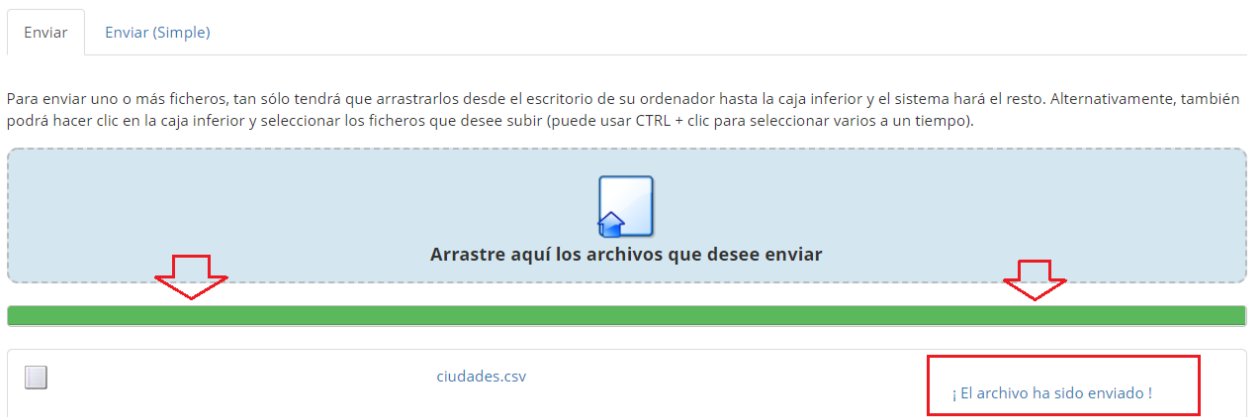 Enviar
Enviar (Simple)
Para enviar uno o más ficheros, tan sólo tendrá que arrastrarlos desde el escritorio de su ordenador hasta la caja inferior y el sistema hará el resto. Alternativamente, también
podrá hacer clic en la caja inferior y seleccionar los ficheros que desee subir (puede usar CTRL + clic para seleccionar varios a un tiempo).
Arrastre aquí los archivos que desee enviar
ciudades.csv
¡ El archivo ha sido enviado !